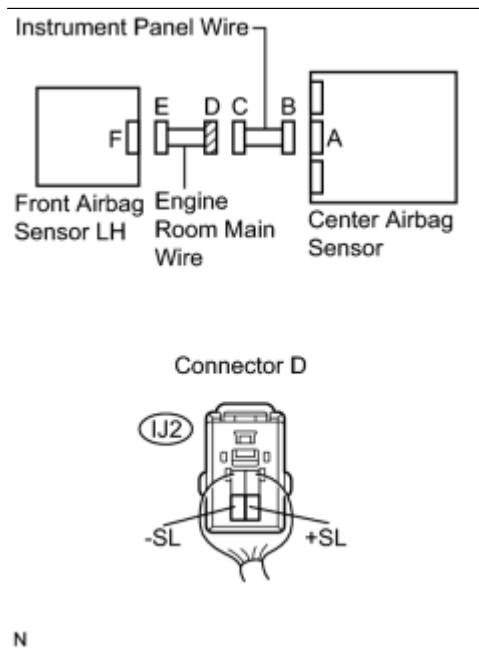 Instrument Panel Wire
E D C B
F
A
Front Airbag
Sensor LH
Engine
Room Main
Wire
Center Airbag
Sensor
Connector D
IJ2
-SL
+SL
N